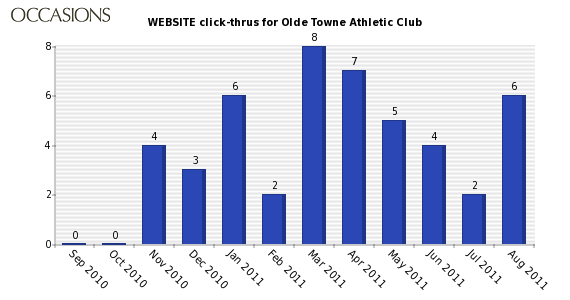 OCCASIONS
WEBSITE click-thrus for Olde Towne Athletic Club
8
6
4
2
0
0
0
4
3
6
2
8
7
5
4
2
6
Sep 2010
Oct 2010
Nov 2010
Dec 2010
Jan 2011
Feb 2011
Mar 2011
Apr 2011
May 2011
Jun 2011
Jul 2011
Aug 2011